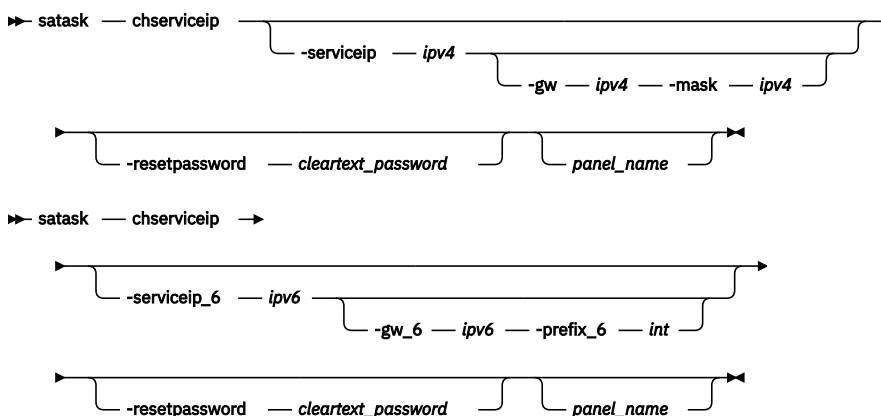 satask chserviceip
-serviceip ipv4
-gw ipv4 -mask ipv4
-resetpassword cleartext_password panel_name
satask chserviceip
-serviceip_6 ipv6
-gw_6 ipv6 -prefix_6 int
-resetpassword cleartext_password panel_name